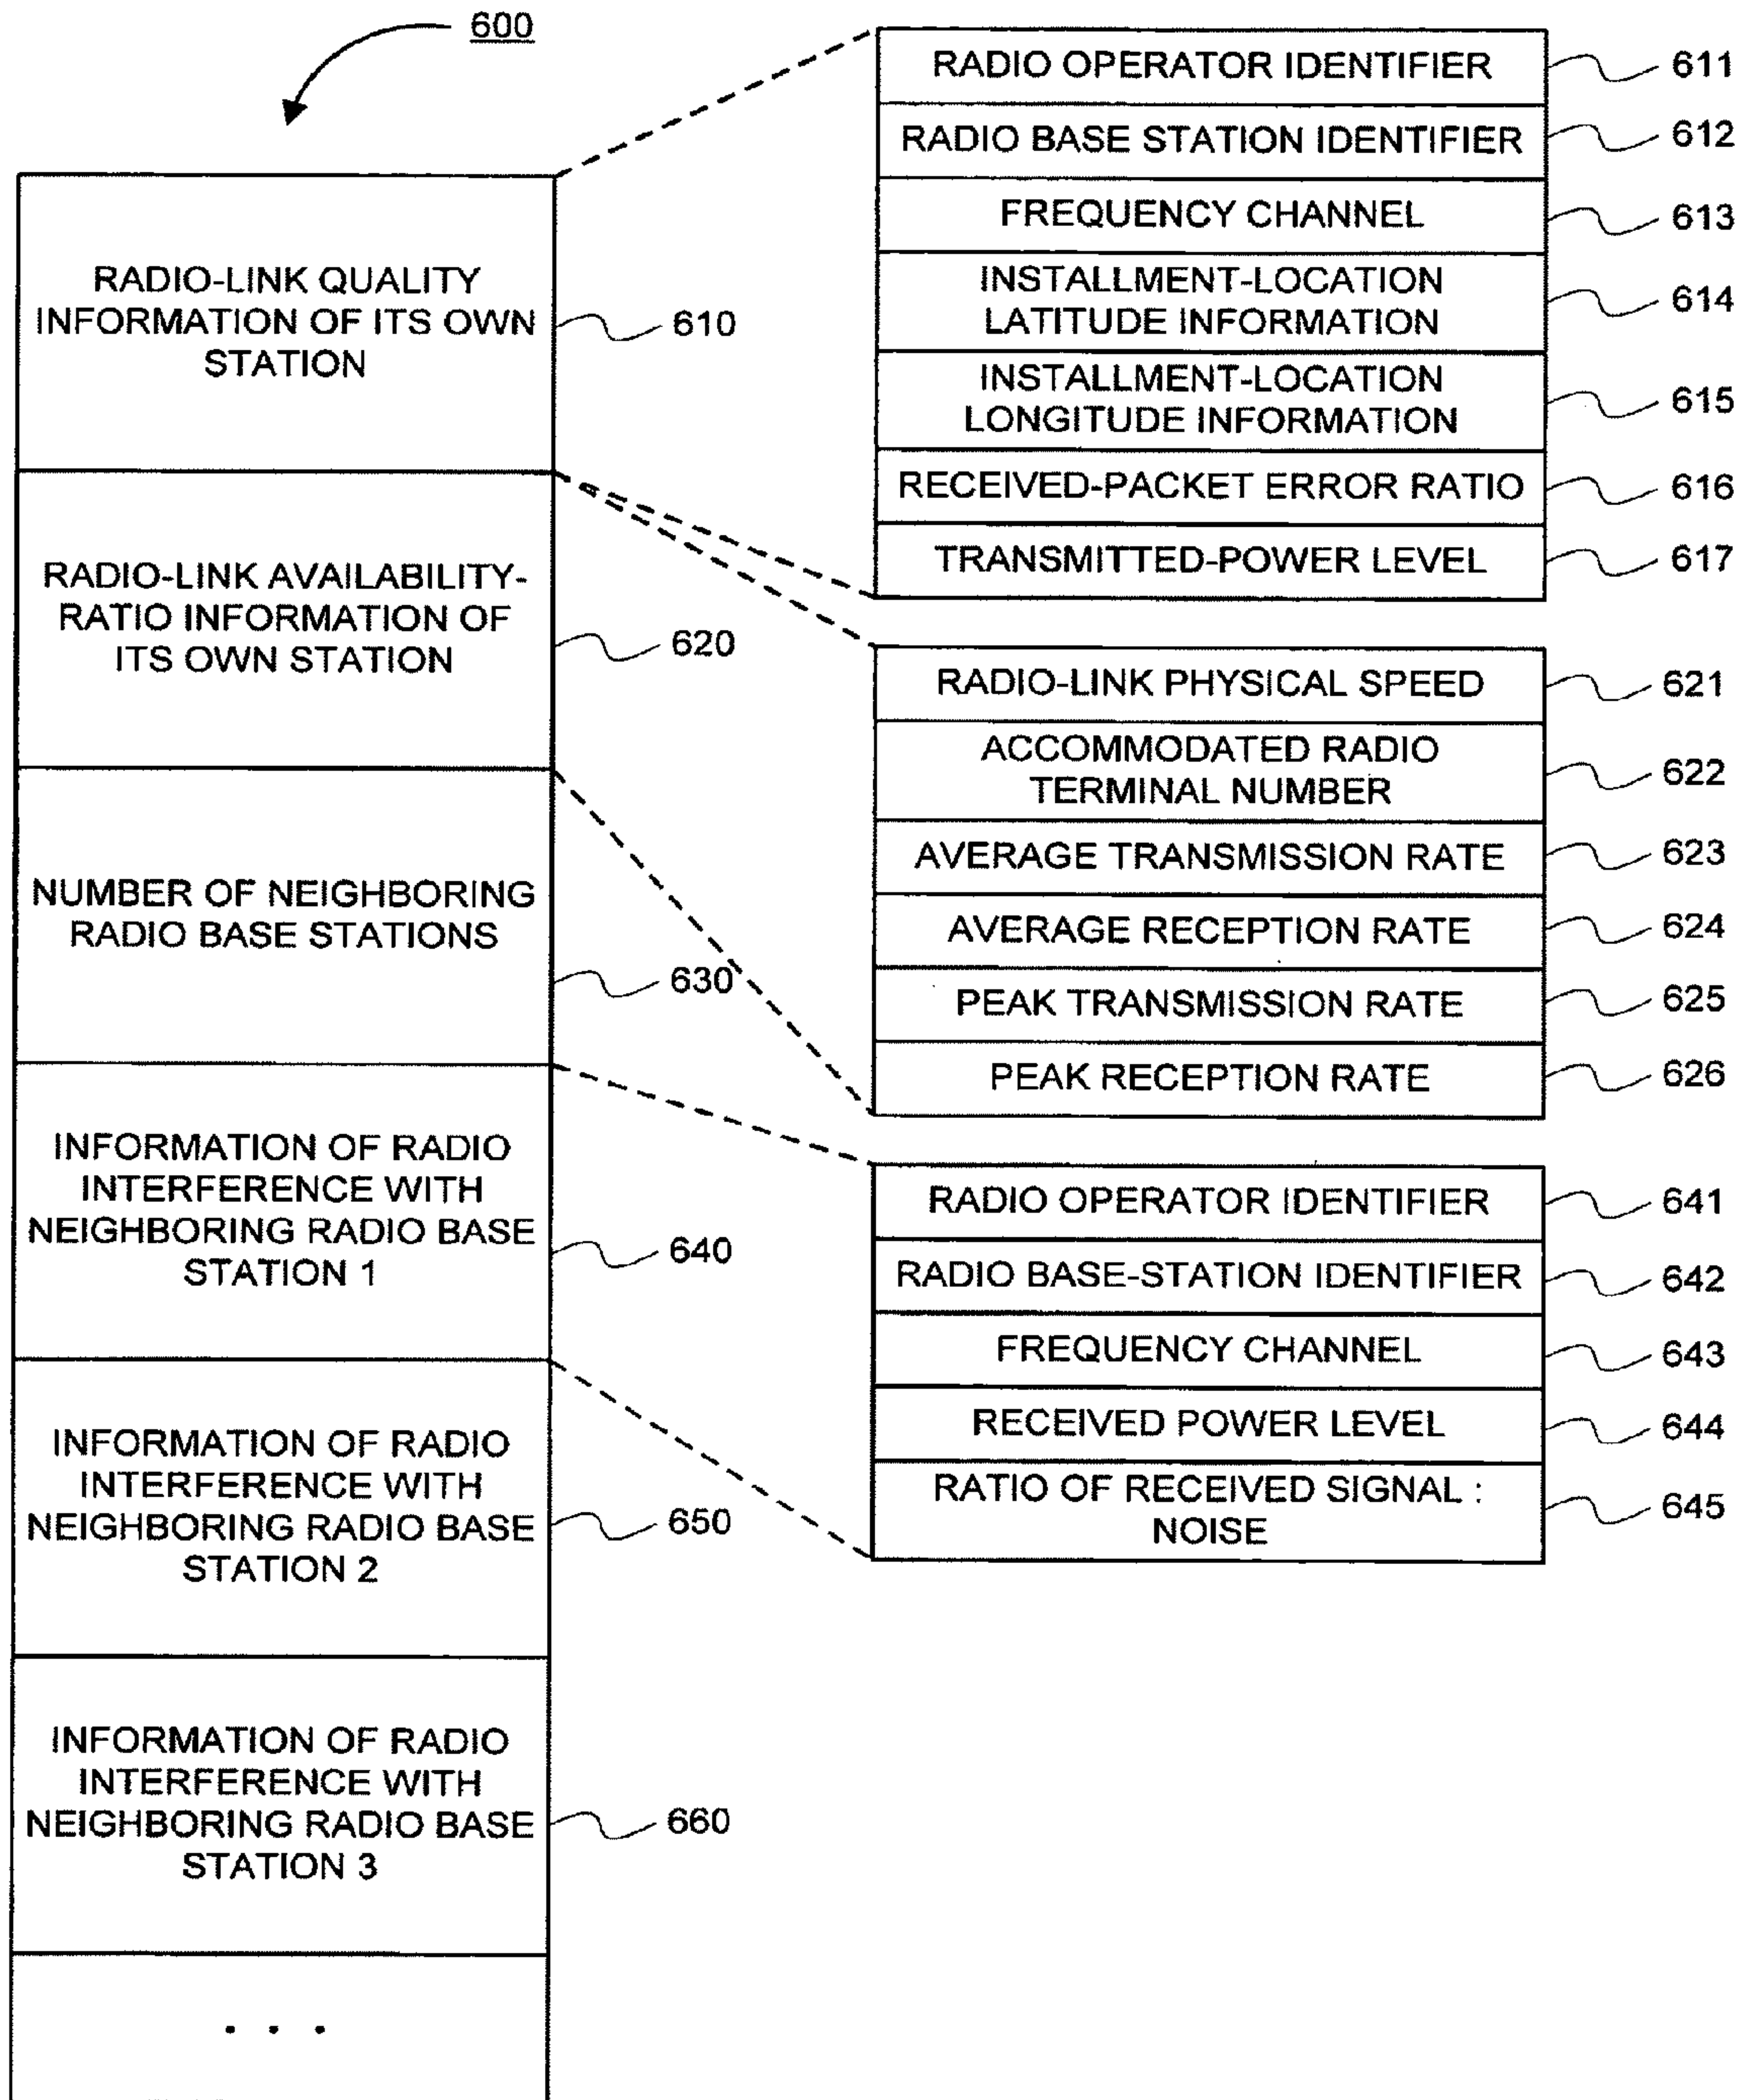 600
RADIO-LINK QUALITY
INFORMATION OF ITS OWN
STATION
610
RADIO-LINK AVAILABILITY-
RATIO INFORMATION OF
ITS OWN STATION
620
NUMBER OF NEIGHBORING
RADIO BASE STATIONS
630
INFORMATION OF RADIO
INTERFERENCE WITH
NEIGHBORING RADIO BASE
STATION 1
640
INFORMATION OF RADIO
INTERFERENCE WITH
NEIGHBORING RADIO BASE
STATION 2
650
INFORMATION OF RADIO
INTERFERENCE WITH
NEIGHBORING RADIO BASE
STATION 3
660
. . .
RADIO OPERATOR IDENTIFIER
611
RADIO BASE STATION IDENTIFIER
612
FREQUENCY CHANNEL
613
INSTALLMENT-LOCATION
LATITUDE INFORMATION
614
INSTALLMENT-LOCATION
LONGITUDE INFORMATION
615
RECEIVED-PACKET ERROR RATIO
616
TRANSMITTED-POWER LEVEL
617
RADIO-LINK PHYSICAL SPEED
621
ACCOMMODATED RADIO
TERMINAL NUMBER
622
AVERAGE TRANSMISSION RATE
623
AVERAGE RECEPTION RATE
624
PEAK TRANSMISSION RATE
625
PEAK RECEPTION RATE
626
RADIO OPERATOR IDENTIFIER
641
RADIO BASE-STATION IDENTIFIER
642
FREQUENCY CHANNEL
643
RECEIVED POWER LEVEL
644
RATIO OF RECEIVED SIGNAL :
NOISE
645